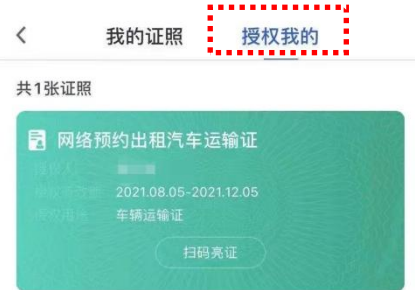 我的证照 授权我的
共1张证照
网络预约出租汽车运输证
2021.08.05-2021.12.05
车辆运输证
扫码亮证